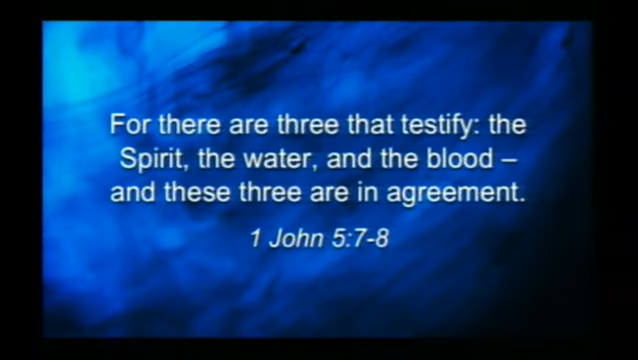 For there are three that testify: the
Spirit, the water, and the blood –
and these three are in agreement.
1 John 5:7-8